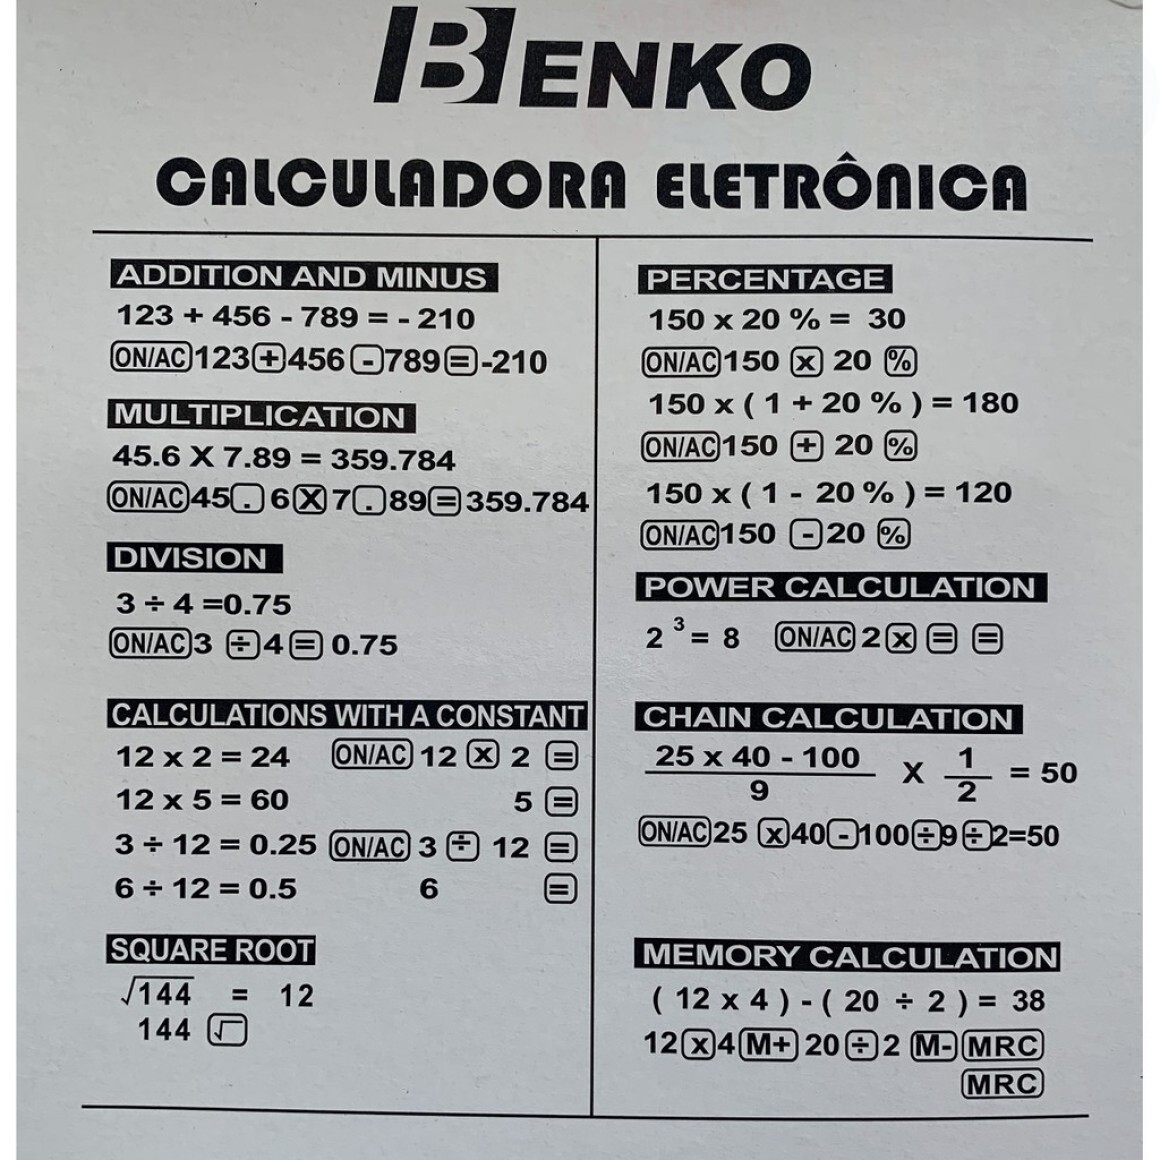 BENKO
CALCULADORA ELETRÔNICA
ADDITION AND MINUS
123 + 456 - 789 = - 210
ON/AC 123 + 456 - 789 = -210
MULTIPLICATION
45.6 X 7.89 = 359.784
ON/AC 45 . 6 X 7 . 89 = 359.784
DIVISION
3 ÷ 4 =0.75
ON/AC 3 ÷ 4 = 0.75
CALCULATIONS WITH A CONSTANT
12 x 2 = 24 ON/AC 12 x 2 =
12 x 5 = 60 5 =
3 ÷ 12 = 0.25 ON/AC 3 ÷ 12 =
6 ÷ 12 = 0.5 6 =
SQUARE ROOT
√144 = 12
144 √
PERCENTAGE
150 x 20 % = 30
ON/AC 150 x 20 %
150 x ( 1 + 20 % ) = 180
ON/AC 150 + 20 %
150 x ( 1 - 20 % ) = 120
ON/AC 150 - 20 %
POWER CALCULATION
2³ = 8 ON/AC 2 x = =
CHAIN CALCULATION
25 x 40 - 100
9
X
1
2
= 50
ON/AC 25 x 40 - 100 ÷ 9 ÷ 2=50
MEMORY CALCULATION
( 12 x 4 ) - ( 20 ÷ 2 ) = 38
12 x 4 M+ 20 ÷ 2 M- MRC
MRC